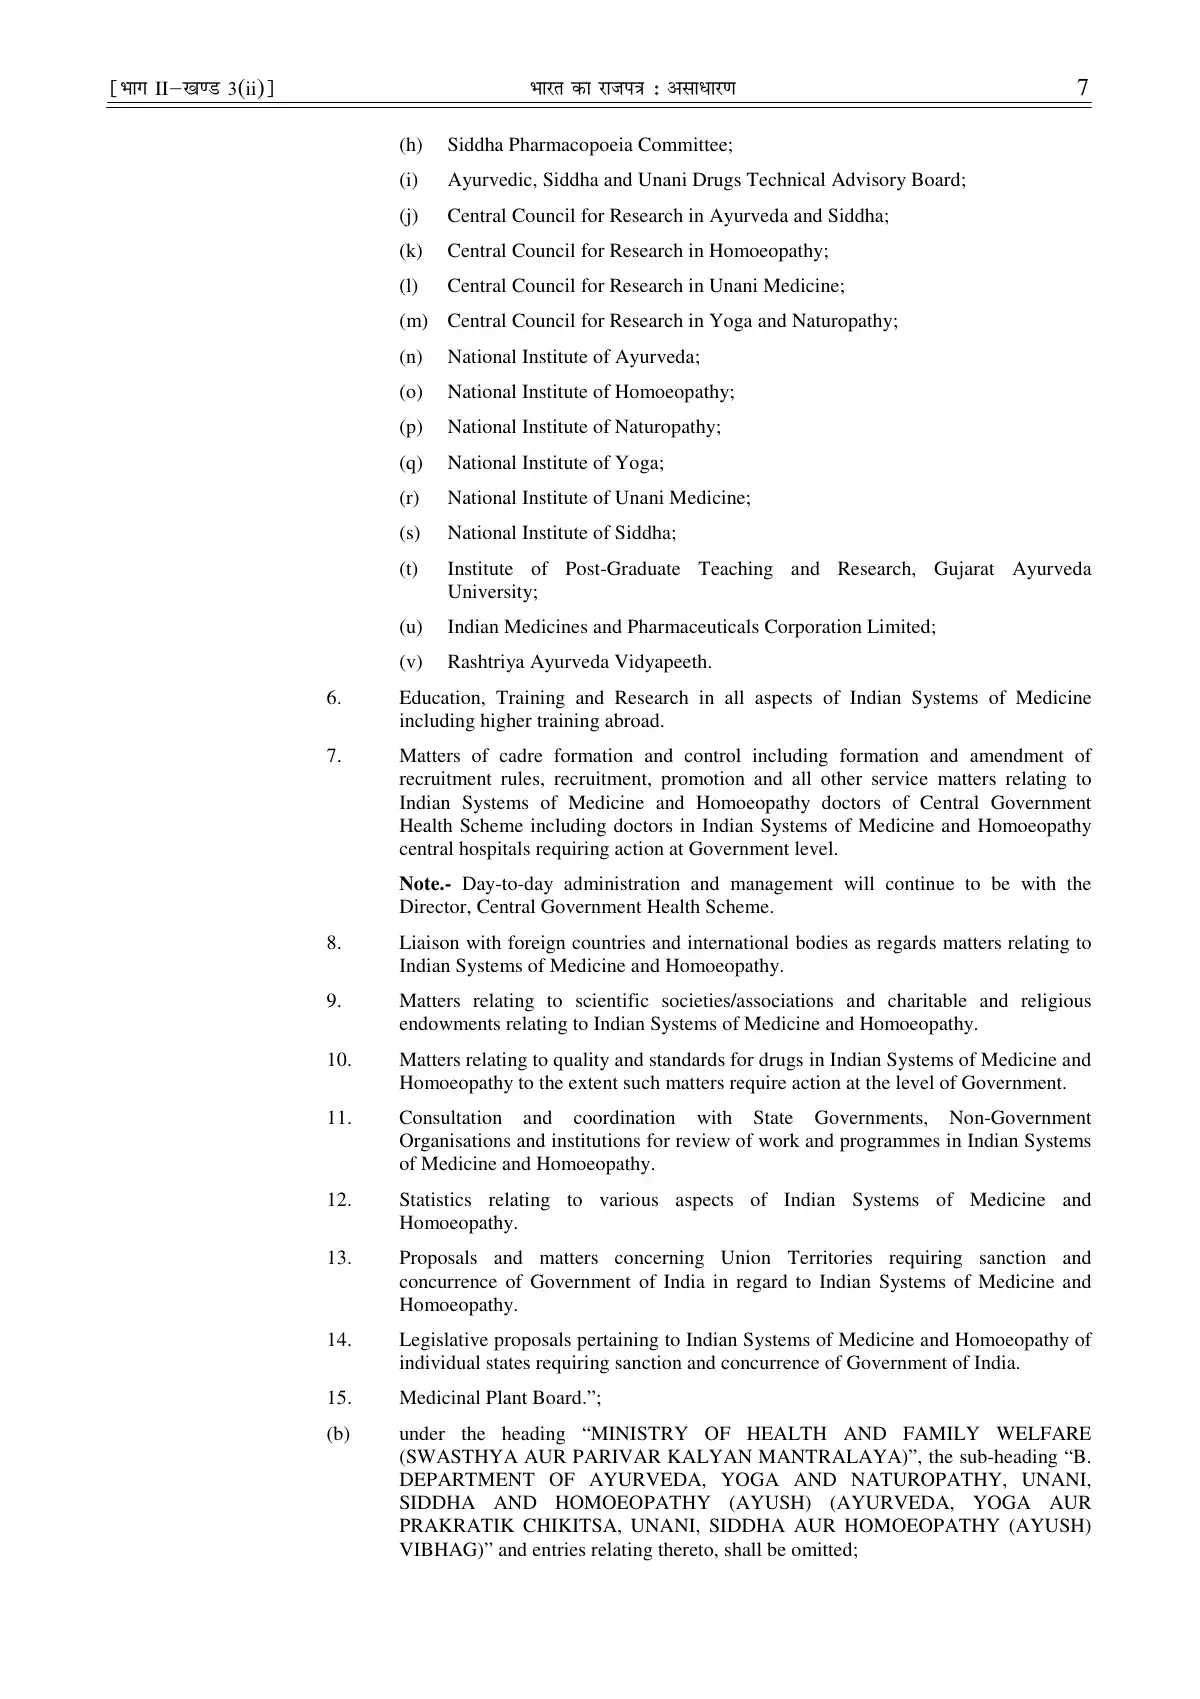 [भाग II—खण्ड 3(ii)] भारत का राजपत्र : असाधारण 7
(h) Siddha Pharmacopoeia Committee;
(i) Ayurvedic, Siddha and Unani Drugs Technical Advisory Board;
(j) Central Council for Research in Ayurveda and Siddha;
(k) Central Council for Research in Homoeopathy;
(l) Central Council for Research in Unani Medicine;
(m) Central Council for Research in Yoga and Naturopathy;
(n) National Institute of Ayurveda;
(o) National Institute of Homoeopathy;
(p) National Institute of Naturopathy;
(q) National Institute of Yoga;
(r) National Institute of Unani Medicine;
(s) National Institute of Siddha;
(t) Institute of Post-Graduate Teaching and Research, Gujarat Ayurveda
University;
(u) Indian Medicines and Pharmaceuticals Corporation Limited;
(v) Rashtriya Ayurveda Vidyapeeth.
6. Education, Training and Research in all aspects of Indian Systems of Medicine
including higher training abroad.
7. Matters of cadre formation and control including formation and amendment of
recruitment rules, recruitment, promotion and all other service matters relating to
Indian Systems of Medicine and Homoeopathy doctors of Central Government
Health Scheme including doctors in Indian Systems of Medicine and Homoeopathy
central hospitals requiring action at Government level.
Note.- Day-to-day administration and management will continue to be with the
Director, Central Government Health Scheme.
8. Liaison with foreign countries and international bodies as regards matters relating to
Indian Systems of Medicine and Homoeopathy.
9. Matters relating to scientific societies/associations and charitable and religious
endowments relating to Indian Systems of Medicine and Homoeopathy.
10. Matters relating to quality and standards for drugs in Indian Systems of Medicine and
Homoeopathy to the extent such matters require action at the level of Government.
11. Consultation and coordination with State Governments, Non-Government
Organisations and institutions for review of work and programmes in Indian Systems
of Medicine and Homoeopathy.
12. Statistics relating to various aspects of Indian Systems of Medicine and
Homoeopathy.
13. Proposals and matters concerning Union Territories requiring sanction and
concurrence of Government of India in regard to Indian Systems of Medicine and
Homoeopathy.
14. Legislative proposals pertaining to Indian Systems of Medicine and Homoeopathy of
individual states requiring sanction and concurrence of Government of India.
15. Medicinal Plant Board.”;
(b) under the heading “MINISTRY OF HEALTH AND FAMILY WELFARE
(SWASTHYA AUR PARIVAR KALYAN MANTRALAYA)”, the sub-heading “B.
DEPARTMENT OF AYURVEDA, YOGA AND NATUROPATHY, UNANI,
SIDDHA AND HOMOEOPATHY (AYUSH) (AYURVEDA, YOGA AUR
PRAKRATIK CHIKITSA, UNANI, SIDDHA AUR HOMOEOPATHY (AYUSH)
VIBHAG)” and entries relating thereto, shall be omitted;